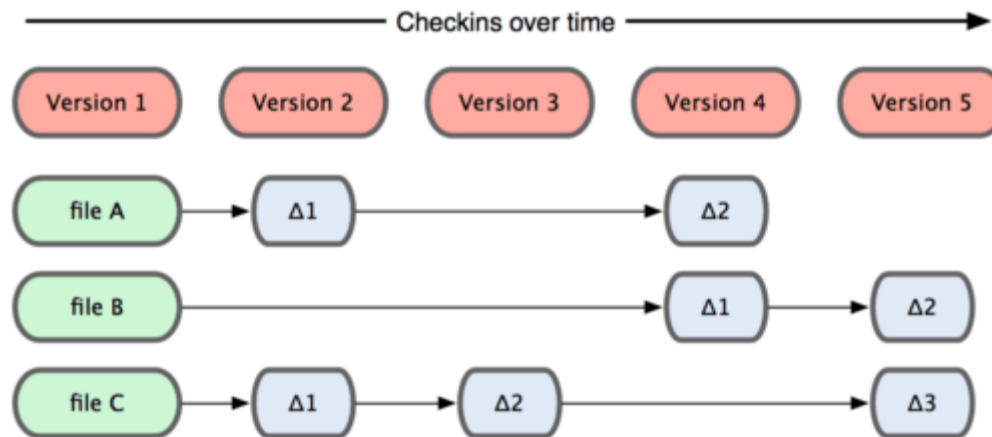 Checkins over time
Version 1 Version 2 Version 3 Version 4 Version 5
file A Δ1 Δ2
file B Δ1 Δ2
file C Δ1 Δ2 Δ3